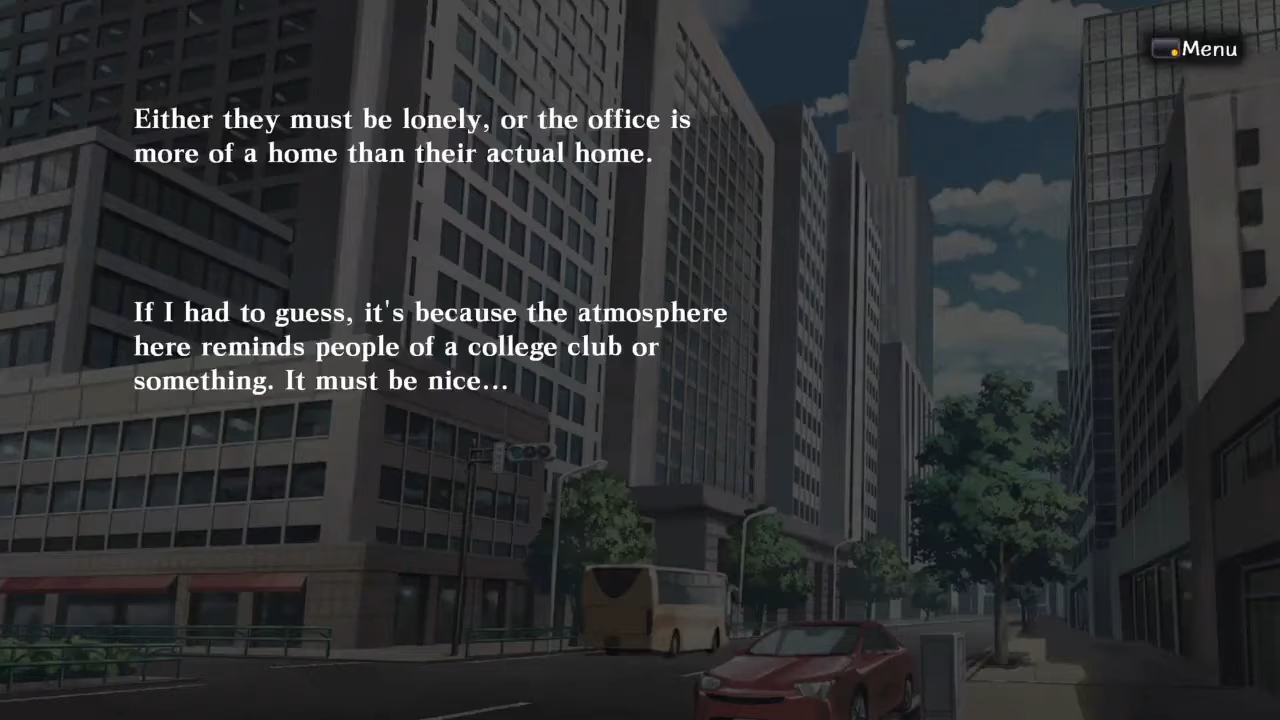 Menu
Either they must be lonely, or the office is
more of a home than their actual home.
If I had to guess, it's because the atmosphere
here reminds people of a college club or
something. It must be nice...